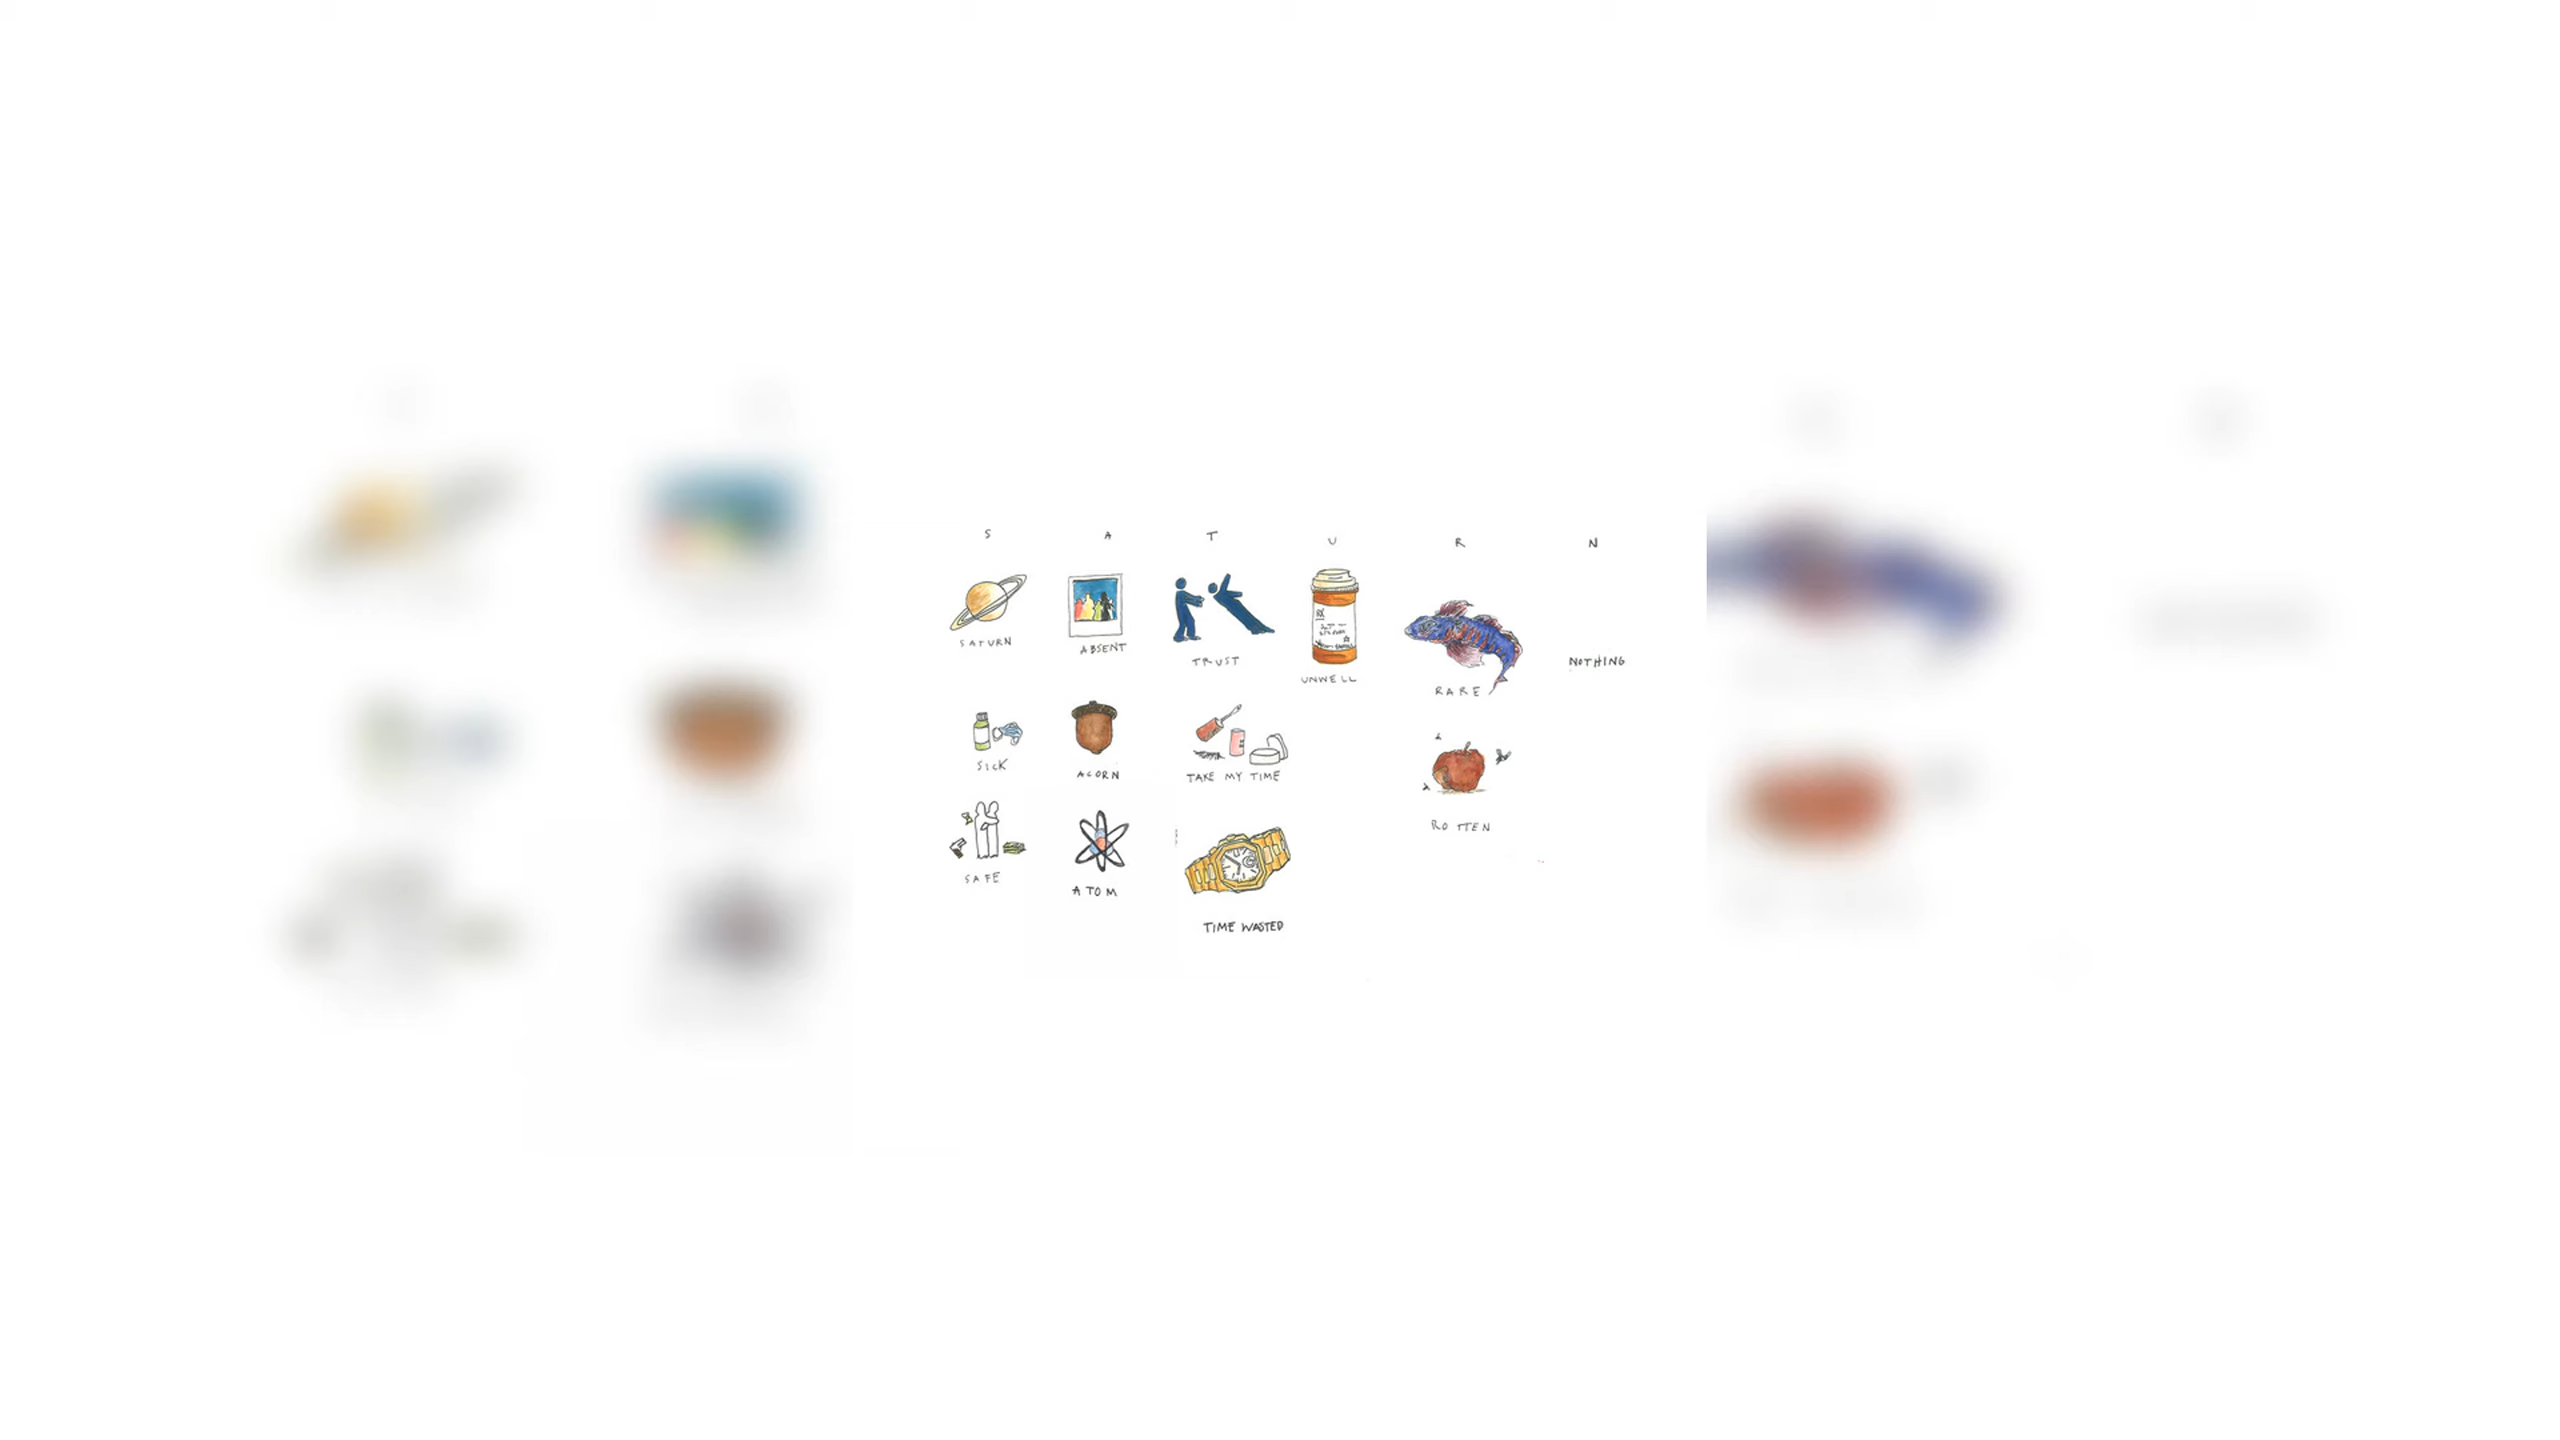 S A T U R N
SATURN ABSENT TRUST UNWELL RARE NOTHING
SICK ACORN TAKE MY TIME ROTTEN
SAFE ATOM TIME WASTED